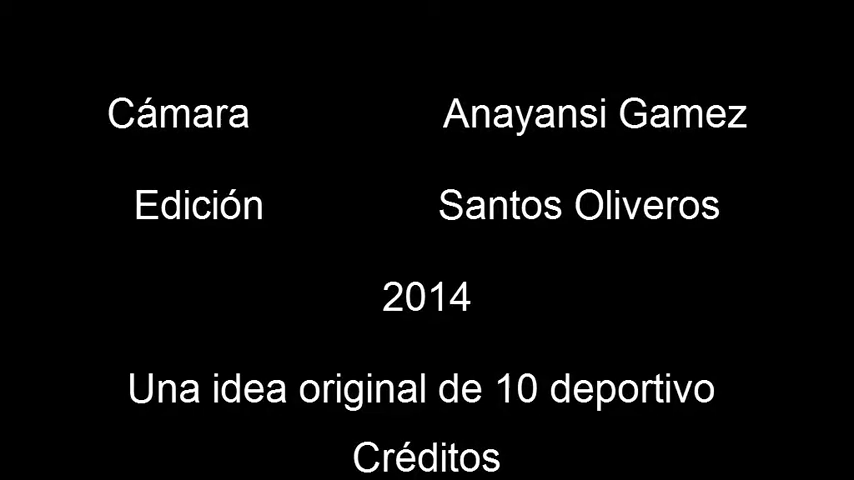 Cámara Anayansi Gamez
Edición Santos Oliveros
2014
Una idea original de 10 deportivo
Créditos